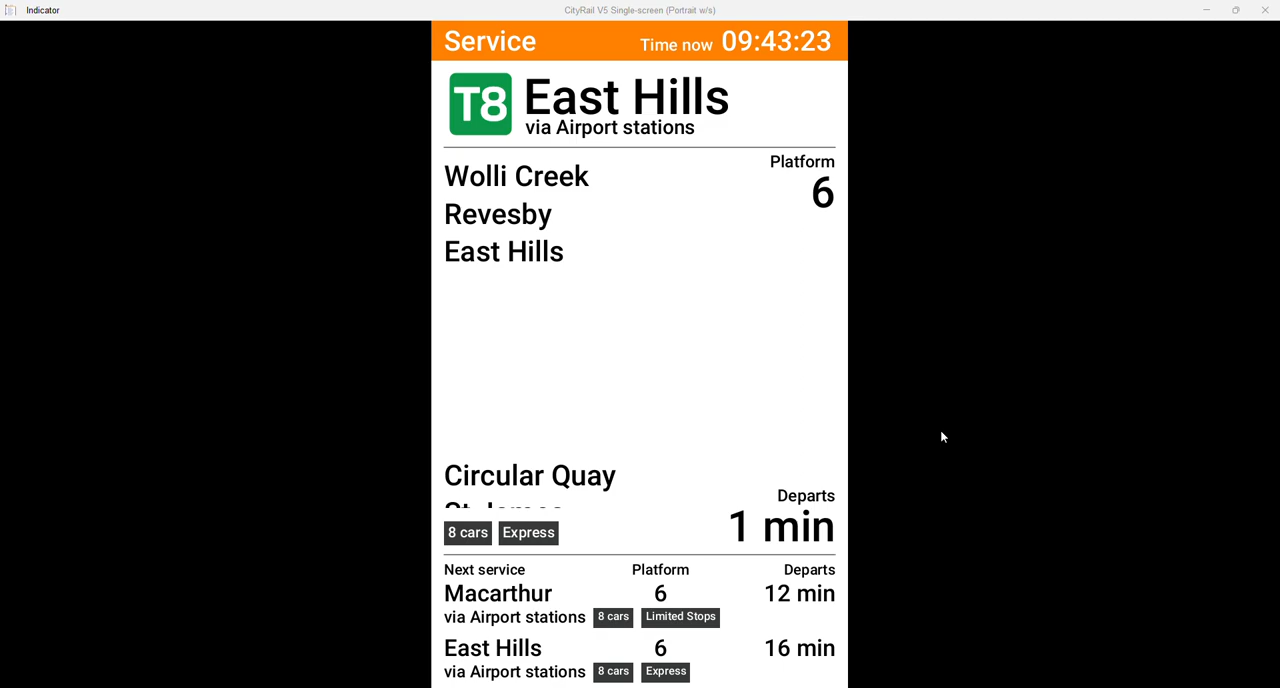 Indicator
CityRail V5 Single-screen (Portrait w/s)
Service
Time now 09:43:23
T8 East Hills
via Airport stations
Platform
6
Wolli Creek
Revesby
East Hills
Circular Quay
Departs
1 min
8 cars Express
Next service Platform Departs
Macarthur 6 12 min
via Airport stations 8 cars Limited Stops
East Hills 6 16 min
via Airport stations 8 cars Express